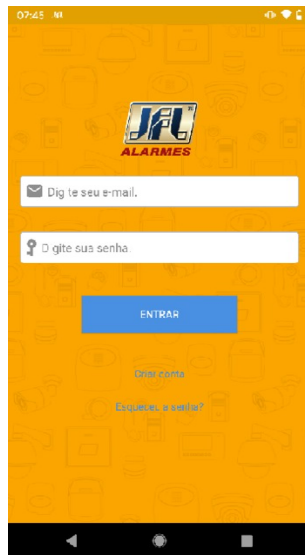 07:45
JFL
ALARMES
Digite seu e-mail.
Digite sua senha.
ENTRAR
Criar conta
Esqueceu a senha?